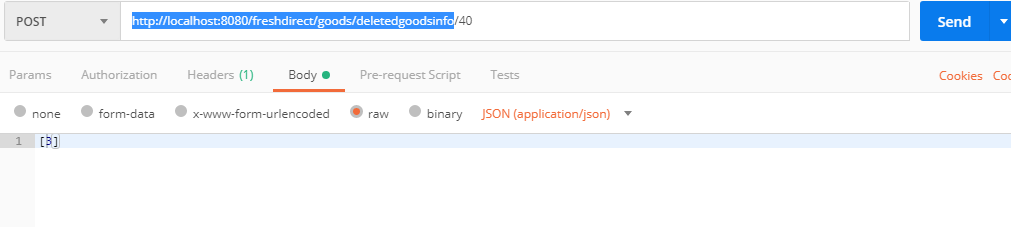 POST http://localhost:8080/freshdirect/goods/deletedgoodsinfo/40 Send
Params Authorization Headers (1) Body Pre-request Script Tests Cookies Coo
none form-data x-www-form-urlencoded raw binary JSON (application/json)
1 [3]